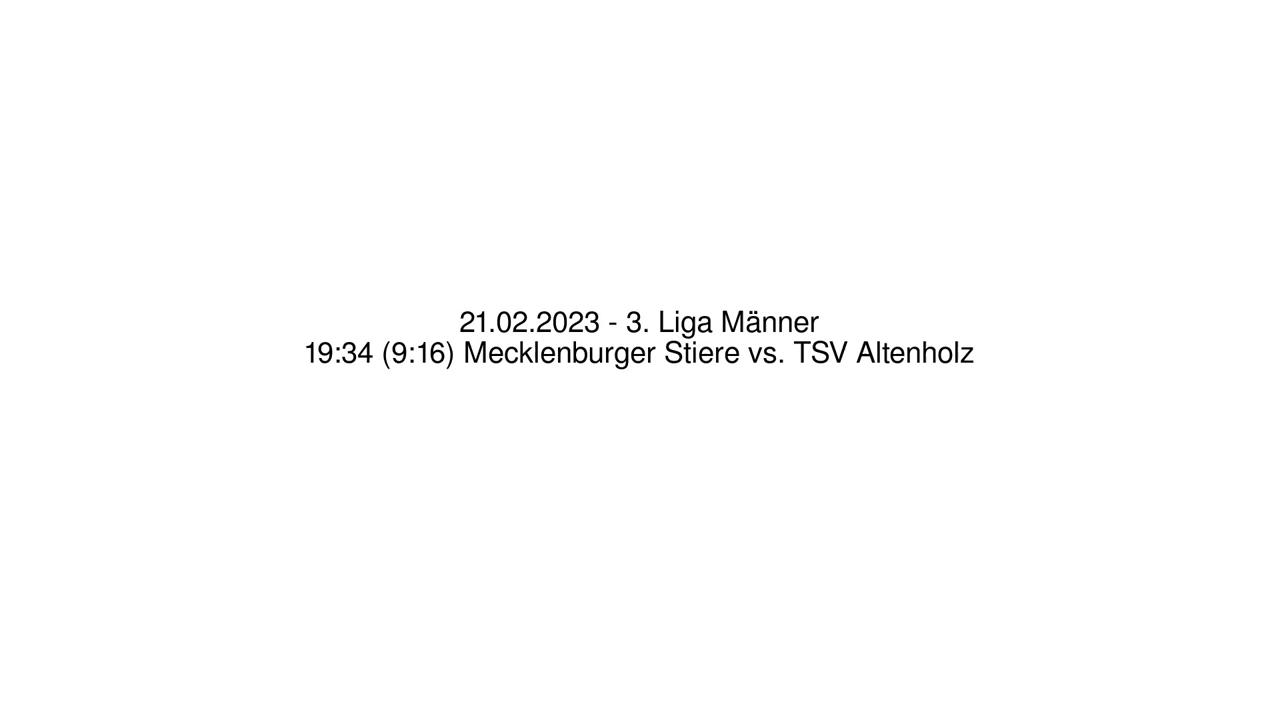 21.02.2023 - 3. Liga Männer
19:34 (9:16) Mecklenburger Stiere vs. TSV Altenholz